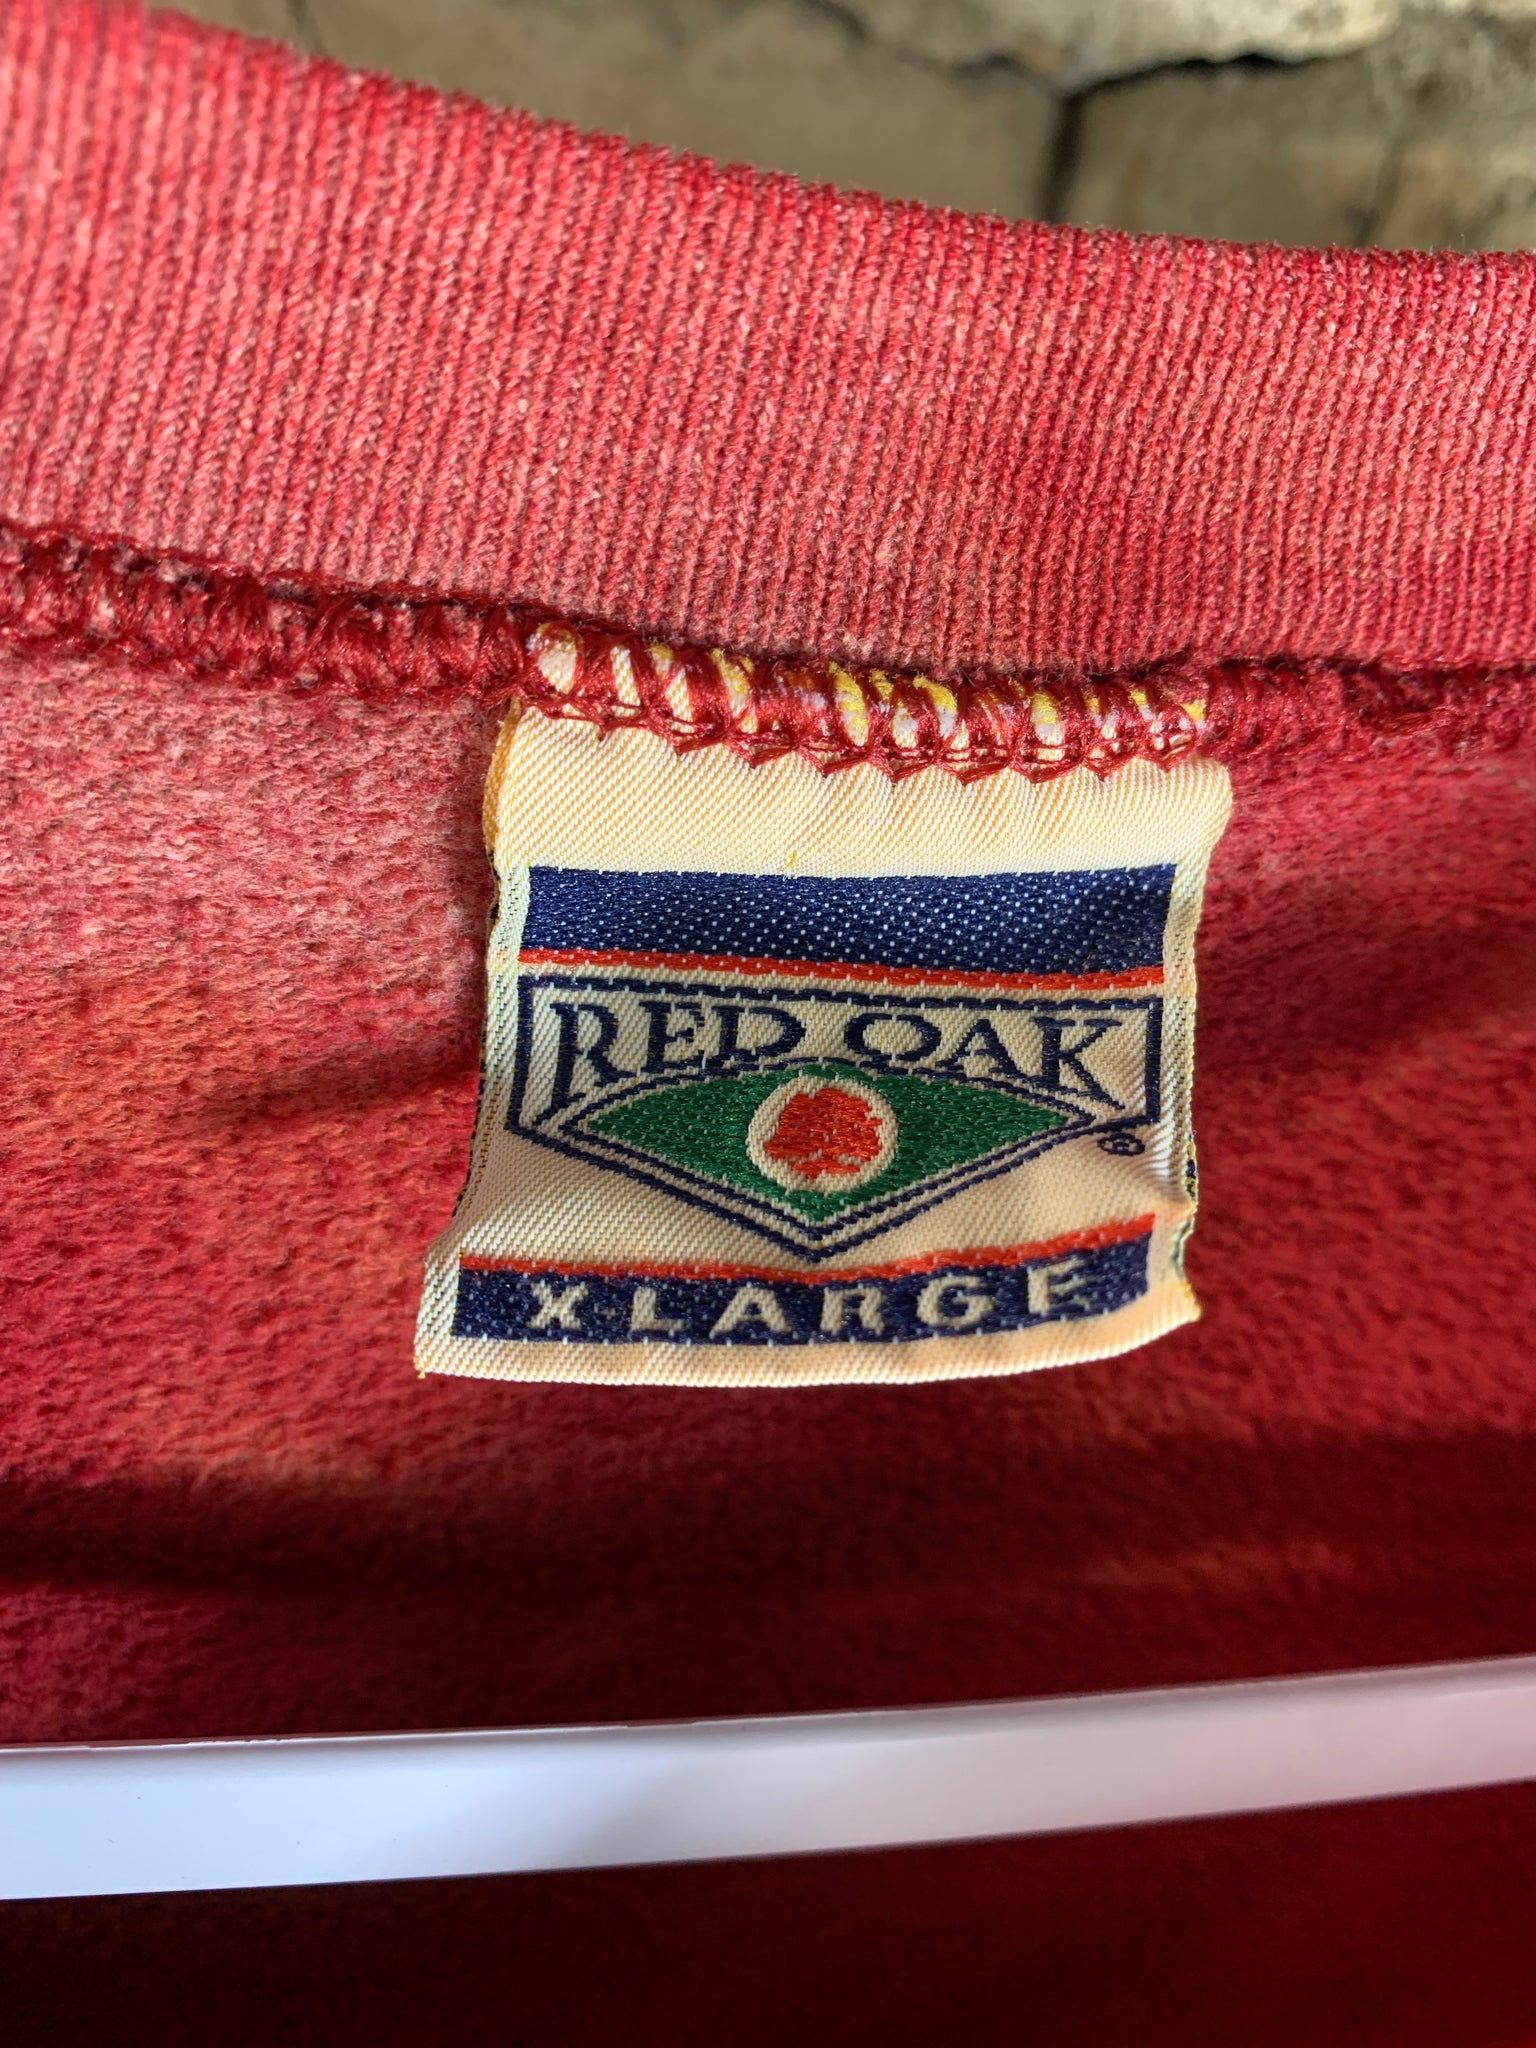 RED OAK
®
X-LARGE